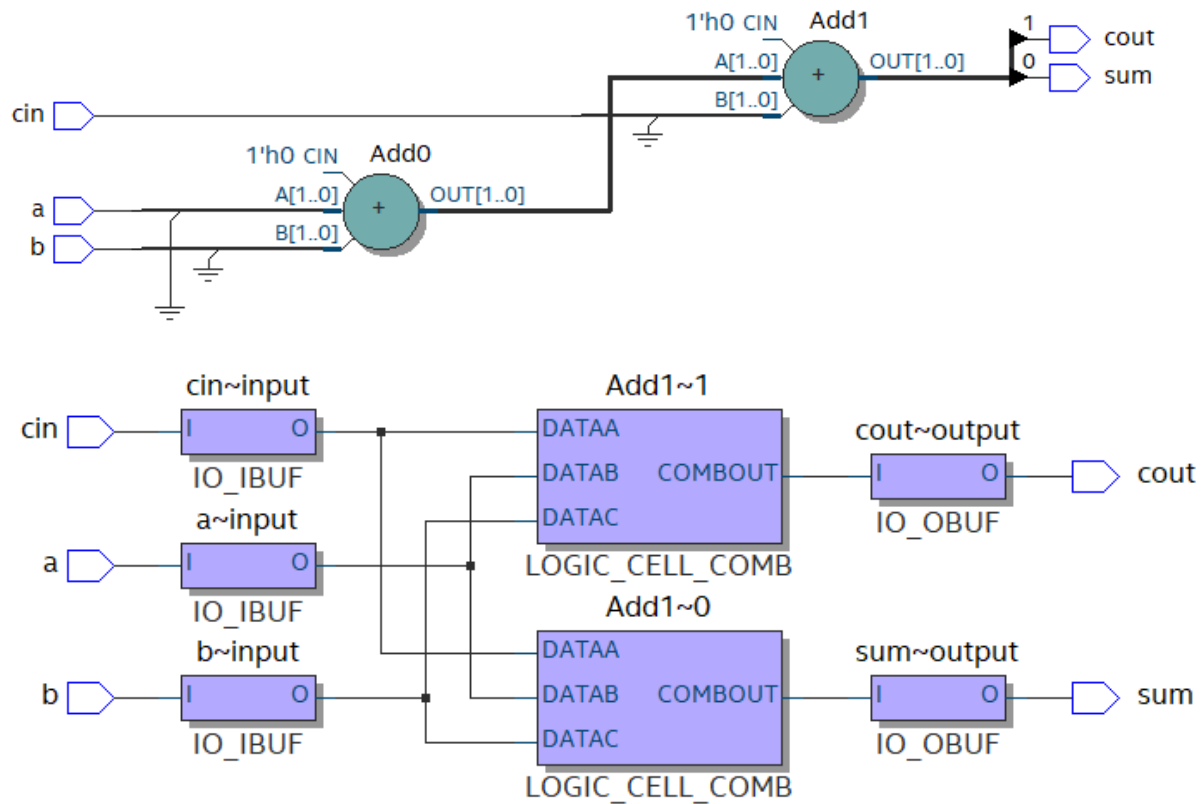 1'h0 CIN Add1
A[1..0] OUT[1..0] 1 cout
0 sum
cin B[1..0]
1'h0 CIN Add0
a A[1..0] OUT[1..0]
b B[1..0]
cin~input Add1~1
cin I O DATAA cout~output
IO_IBUF DATAB COMBOUT I O cout
a~input DATAC IO_OBUF
a I O LOGIC_CELL_COMB
IO_IBUF Add1~0
b~input DATAA sum~output
b I O DATAB COMBOUT I O sum
IO_IBUF DATAC IO_OBUF
LOGIC_CELL_COMB